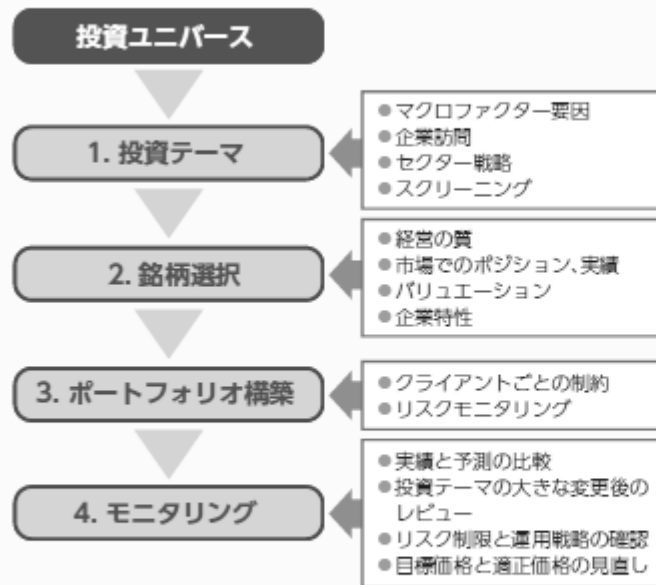 投資ユニバース
1. 投資テーマ
●マクロファクター要因
●企業訪問
●セクター戦略
●スクリーニング
2. 銘柄選択
●経営の質
●市場でのポジション、実績
●バリュエーション
●企業特性
3. ポートフォリオ構築
●クライアントごとの制約
●リスクモニタリング
4. モニタリング
●実績と予測の比較
●投資テーマの大きな変更後の
レビュー
●リスク制限と運用戦略の確認
●目標価格と適正価格の見直し